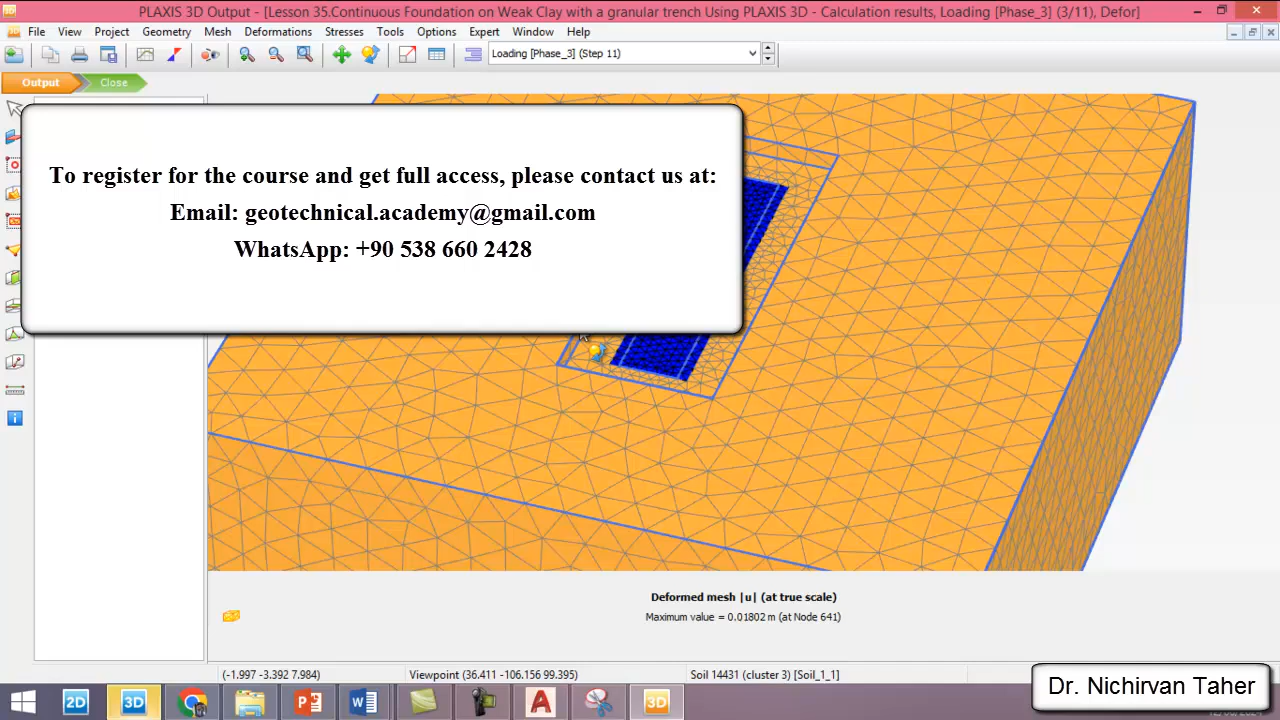 PLAXIS 3D Output - [Lesson 35.Continuous Foundation on Weak Clay with a granular trench Using PLAXIS 3D - Calculation results, Loading [Phase_3] (3/11), Defor]
File View Project Geometry Mesh Deformations Stresses Tools Options Expert Window Help
Loading [Phase_3] (Step 11)
Output Close
To register for the course and get full access, please contact us at:
Email: geotechnical.academy@gmail.com
WhatsApp: +90 538 660 2428
Deformed mesh |u| (at true scale)
Maximum value = 0.01802 m (at Node 641)
(-1.997 -3.392 7.984) Viewpoint (36.411 -106.156 99.395) Soil 14431 (cluster 3) [Soil_1_1]
Dr. Nichirvan Taher
2D 3D 3D